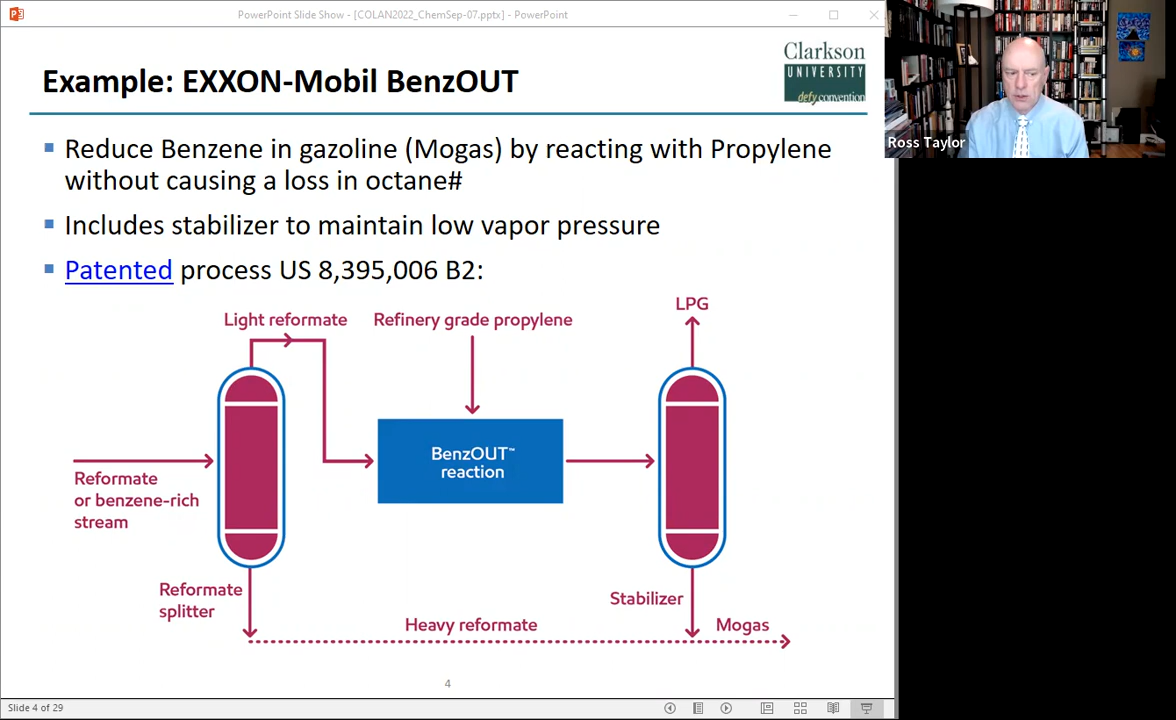 PowerPoint Slide Show - [COLAN2022_ChemSep-07.pptx] - PowerPoint
Example: EXXON-Mobil BenzOUT
Clarkson
UNIVERSITY
defy convention
Ross Taylor
Reduce Benzene in gazoline (Mogas) by reacting with Propylene
without causing a loss in octane#
Includes stabilizer to maintain low vapor pressure
Patented process US 8,395,006 B2:
LPG
Light reformate
Refinery grade propylene
BenzOUT™
reaction
Reformate
or benzene-rich
stream
Reformate
splitter
Stabilizer
Heavy reformate
Mogas
4
Slide 4 of 29